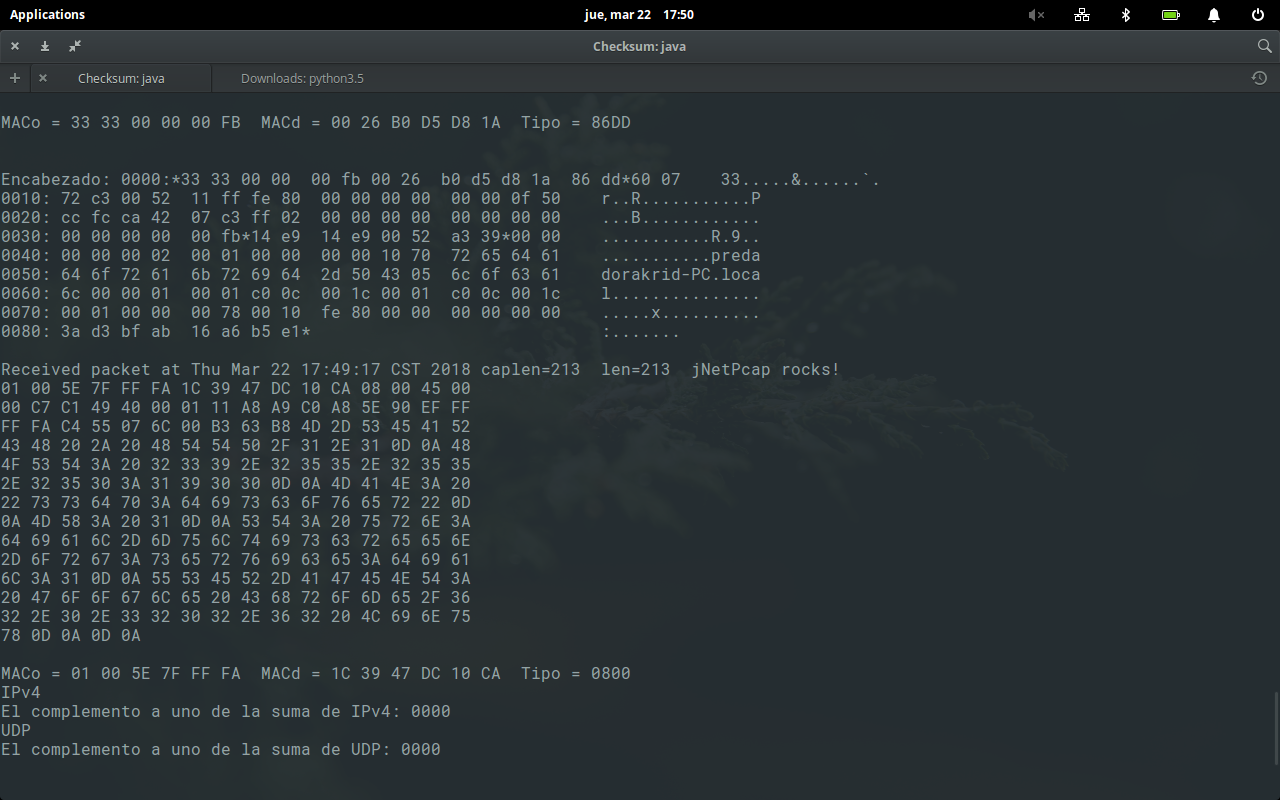 Applications
jue, mar 22 17:50
Checksum: java
Checksum: java
Downloads: python3.5
MACo = 33 33 00 00 00 FB  MACd = 00 26 B0 D5 D8 1A  Tipo = 86DD
Encabezado: 0000:*33 33 00 00  00 fb 00 26  b0 d5 d8 1a  86 dd*60 07    33.....&......`.
0010: 72 c3 00 52  11 ff fe 80  00 00 00 00  00 00 0f 50    r..R...........P
0020: cc fc ca 42  07 c3 ff 02  00 00 00 00  00 00 00 00    ...B............
0030: 00 00 00 00  00 fb*14 e9  14 e9 00 52  a3 39*00 00    ...........R.9..
0040: 00 00 00 02  00 01 00 00  00 00 10 70  72 65 64 61    ...........preda
0050: 64 6f 72 61  6b 72 69 64  2d 50 43 05  6c 6f 63 61    dorakrid-PC.loca
0060: 6c 00 00 01  00 01 c0 0c  00 1c 00 01  c0 0c 00 1c    l...............
0070: 00 01 00 00  00 78 00 10  fe 80 00 00  00 00 00 00    .....x..........
0080: 3a d3 bf ab  16 a6 b5 e1*    :.......
Received packet at Thu Mar 22 17:49:17 CST 2018 caplen=213  len=213  jNetPcap rocks!
01 00 5E 7F FF FA 1C 39 47 DC 10 CA 08 00 45 00
00 C7 C1 49 40 00 01 11 A8 A9 C0 A8 5E 90 EF FF
FF FA C4 55 07 6C 00 B3 63 B8 4D 2D 53 45 41 52
43 48 20 2A 20 48 54 54 50 2F 31 2E 31 0D 0A 48
4F 53 54 3A 20 32 33 39 2E 32 35 35 2E 32 35 35
2E 32 35 30 3A 31 39 30 30 0D 0A 4D 41 4E 3A 20
22 73 73 64 70 3A 64 69 73 63 6F 76 65 72 22 0D
0A 4D 58 3A 20 31 0D 0A 53 54 3A 20 75 72 6E 3A
64 69 61 6C 2D 6D 75 6C 74 69 73 63 72 65 65 6E
2D 6F 72 67 3A 73 65 72 76 69 63 65 3A 64 69 61
6C 3A 31 0D 0A 55 53 45 52 2D 41 47 45 4E 54 3A
20 47 6F 6F 67 6C 65 20 43 68 72 6F 6D 65 2F 36
32 2E 30 2E 33 32 30 32 2E 36 32 20 4C 69 6E 75
78 0D 0A 0D 0A
MACo = 01 00 5E 7F FF FA  MACd = 1C 39 47 DC 10 CA  Tipo = 0800
IPv4
El complemento a uno de la suma de IPv4: 0000
UDP
El complemento a uno de la suma de UDP: 0000